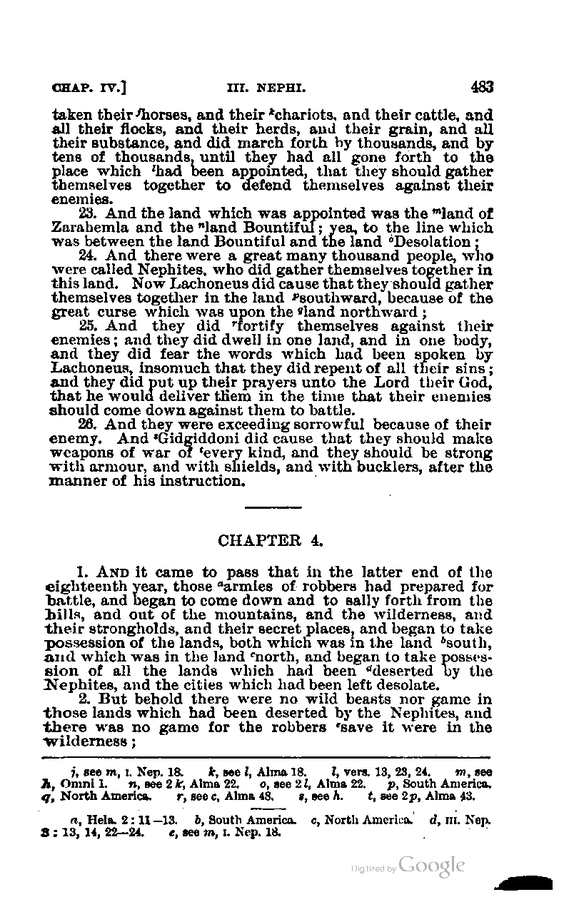 CHAP. IV.] III. NEPHI. 483
taken their ʲhorses, and their ᵏchariots, and their cattle, and
all their flocks, and their herds, and their grain, and all
their substance, and did march forth by thousands, and by
tens of thousands, until they had all gone forth to the
place which ˡhad been appointed, that they should gather
themselves together to defend themselves against their
enemies.
23. And the land which was appointed was the ᵐland of
Zarahemla and the ⁿland Bountiful; yea, to the line which
was between the land Bountiful and the land ᵒDesolation;
24. And there were a great many thousand people, who
were called Nephites, who did gather themselves together in
this land. Now Lachoneus did cause that they should gather
themselves together in the land ᵖsouthward, because of the
great curse which was upon the ᑫland northward;
25. And they did ʳfortify themselves against their
enemies; and they did dwell in one land, and in one body,
and they did fear the words which had been spoken by
Lachoneus, insomuch that they did repent of all their sins;
and they did put up their prayers unto the Lord their God,
that he would deliver them in the time that their enemies
should come down against them to battle.
26. And they were exceeding sorrowful because of their
enemy. And ˢGidgiddoni did cause that they should make
weapons of war of ᵗevery kind, and they should be strong
with armour, and with shields, and with bucklers, after the
manner of his instruction.
CHAPTER 4.
1. AND it came to pass that in the latter end of the
eighteenth year, those ᵃarmies of robbers had prepared for
battle, and began to come down and to sally forth from the
hills, and out of the mountains, and the wilderness, and
their strongholds, and their secret places, and began to take
possession of the lands, both which was in the land ᵇsouth,
and which was in the land ᶜnorth, and began to take posses-
sion of all the lands which had been ᵈdeserted by the
Nephites, and the cities which had been left desolate.
2. But behold there were no wild beasts nor game in
those lands which had been deserted by the Nephites, and
there was no game for the robbers ᵉsave it were in the
wilderness;
j, see m, I. Nep. 18. k, see l, Alma 18. l, vers. 13, 23, 24. m, see
h, Omni 1. n, see 2 k, Alma 22. o, see 2 l, Alma 22. p, South America.
q, North America. r, see c, Alma 48. s, see h. t, see 2 p, Alma 43.
a, Hela. 2: 11—13. b, South America. c, North America. d, III. Nep.
3: 13, 14, 22—24. e, see m, I. Nep. 18.
Digitized by Google